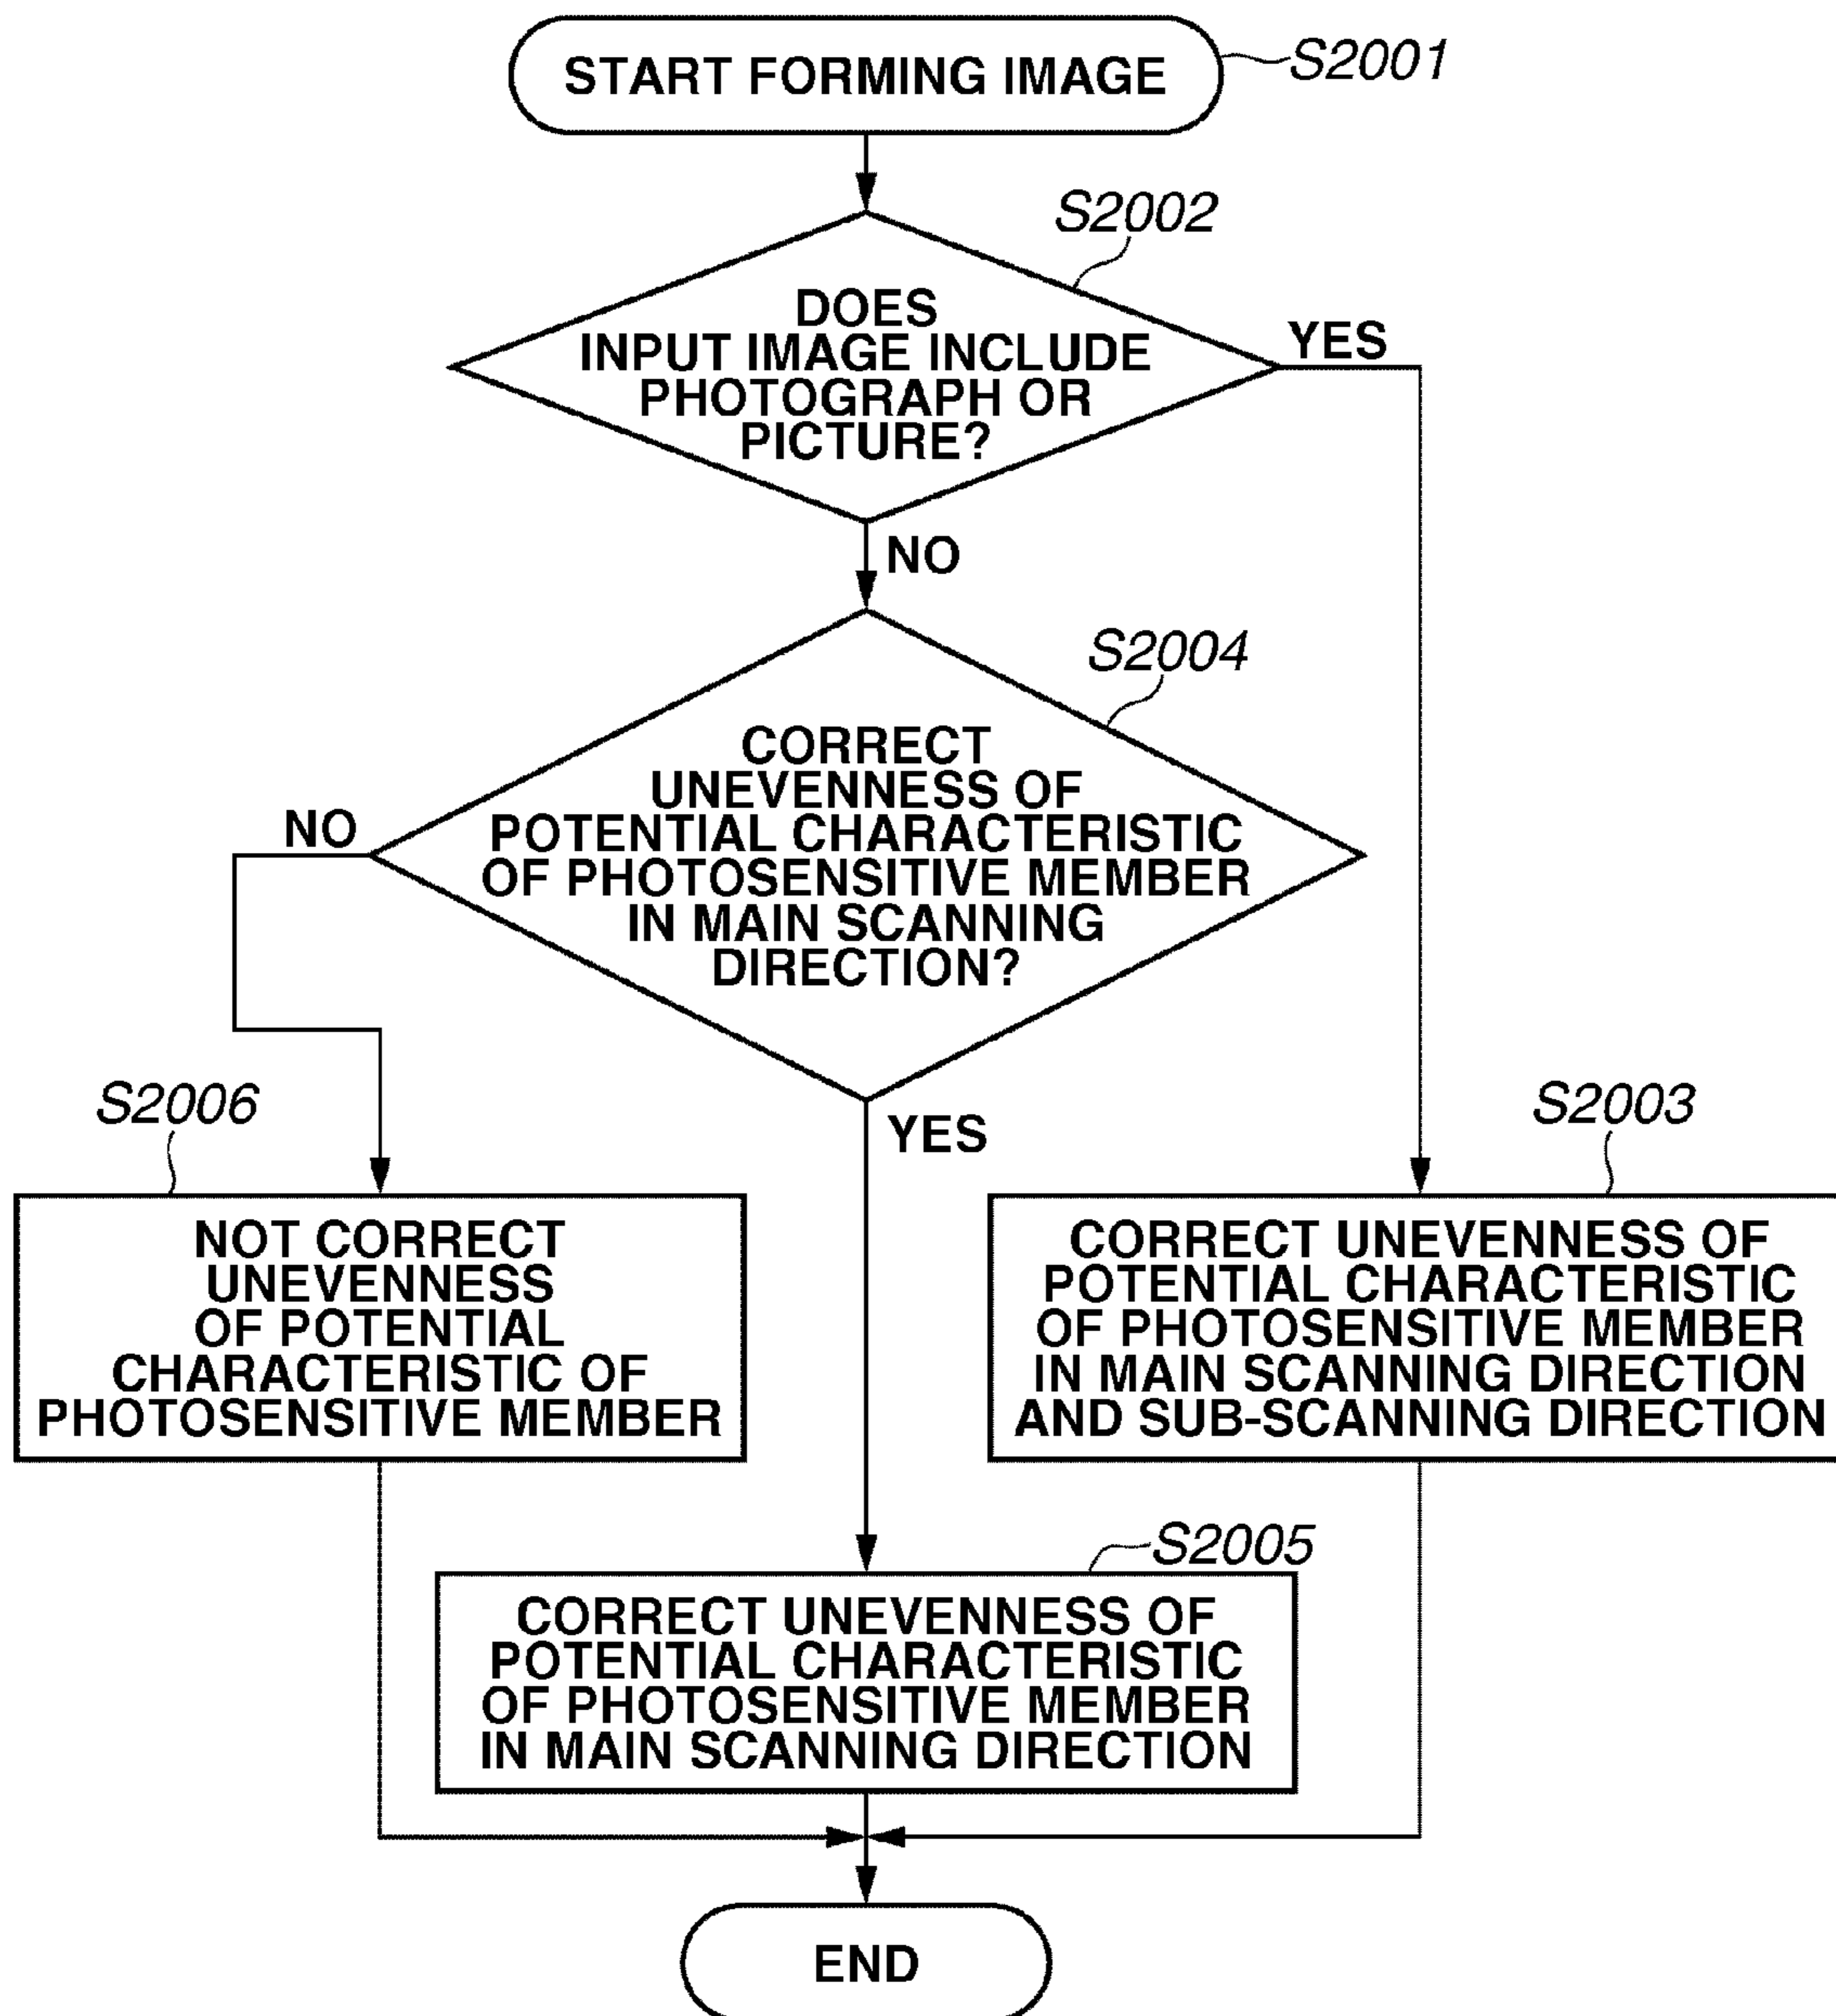 START FORMING IMAGE
S2001
S2002
DOES
INPUT IMAGE INCLUDE
PHOTOGRAPH OR
PICTURE?
YES
NO
S2004
CORRECT
UNEVENNESS OF
POTENTIAL CHARACTERISTIC
OF PHOTOSENSITIVE MEMBER
IN MAIN SCANNING
DIRECTION?
NO
YES
S2006
NOT CORRECT
UNEVENNESS
OF POTENTIAL
CHARACTERISTIC OF
PHOTOSENSITIVE MEMBER
S2003
CORRECT UNEVENNESS OF
POTENTIAL CHARACTERISTIC
OF PHOTOSENSITIVE MEMBER
IN MAIN SCANNING DIRECTION
AND SUB-SCANNING DIRECTION
S2005
CORRECT UNEVENNESS OF
POTENTIAL CHARACTERISTIC
OF PHOTOSENSITIVE MEMBER
IN MAIN SCANNING DIRECTION
END